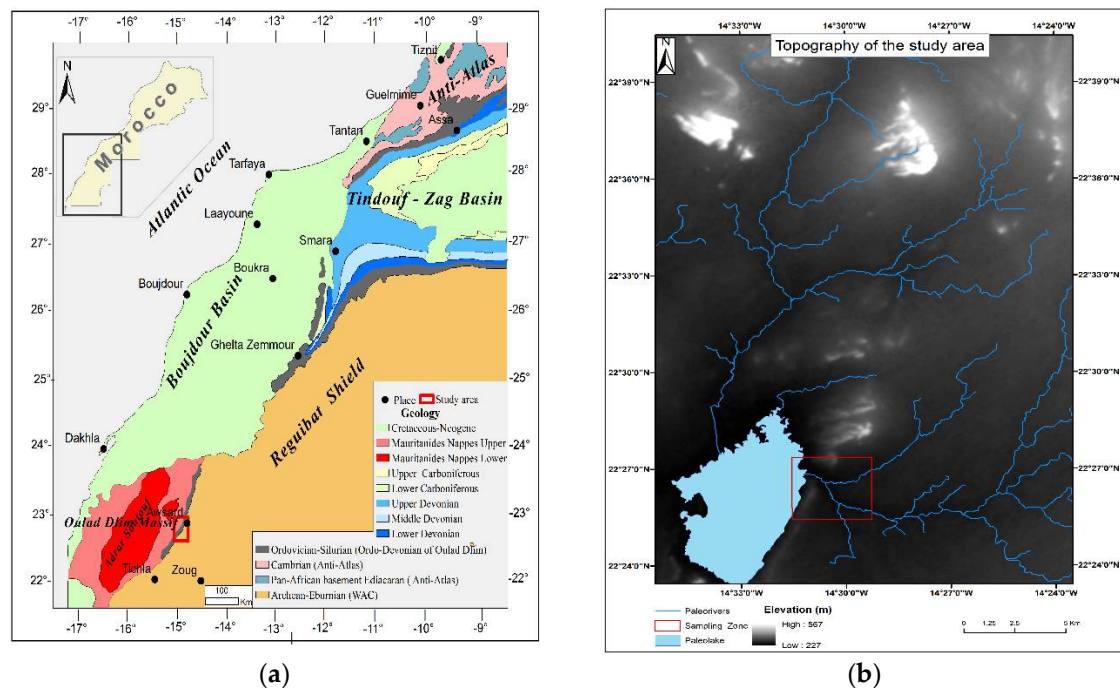 -17° -16° -15° -14° -13° -12° -11° -10° -9°
Tiznit
N
Anti-Atlas
Guelmime
Morocco
29° -29°
Assa
Tantan
Atlantic Ocean
28° -28°
Tarfaya
Tindouf - Zag Basin
Laayoune
27° -27°
Smara
Boukra
Boujdour
26° -26°
Boujdour Basin
Ghelta Zemmour
25° -25°
Reguibat Shield
Place Study area
Geology
Cretaceous-Neogene
Mauritanides Nappes Upper
Mauritanides Nappes Lower
Upper Carboniferous
Lower Carboniferous
Upper Devonian
Middle Devonian
Lower Devonian
Dakhla
24° -24°
Awsard
23° -23°
Oulad Dlim Massif
Adrar Soutouf
Ordovician-Silurian (Ordo-Devonian of Oulad Dlim)
Cambrian (Anti-Atlas)
Pan-African basement Ediacaran ( Anti-Atlas)
Archean-Eburnian (WAC)
Tichla
Zoug
22° -22°
100
Km
-17° -16° -15° -14° -13° -12° -11° -10° -9°
(a)
14°33'0"W 14°30'0"W 14°27'0"W 14°24'0"W
N
Topography of the study area
22°39'0"N 22°39'0"N
22°36'0"N 22°36'0"N
22°33'0"N 22°33'0"N
22°30'0"N 22°30'0"N
22°27'0"N 22°27'0"N
22°24'0"N 22°24'0"N
14°33'0"W 14°30'0"W 14°27'0"W 14°24'0"W
Paleorivers
Sampling Zone
Paleolake
Elevation (m)
High : 567
Low : 227
0 1.25 2.5 5 Km
(b)